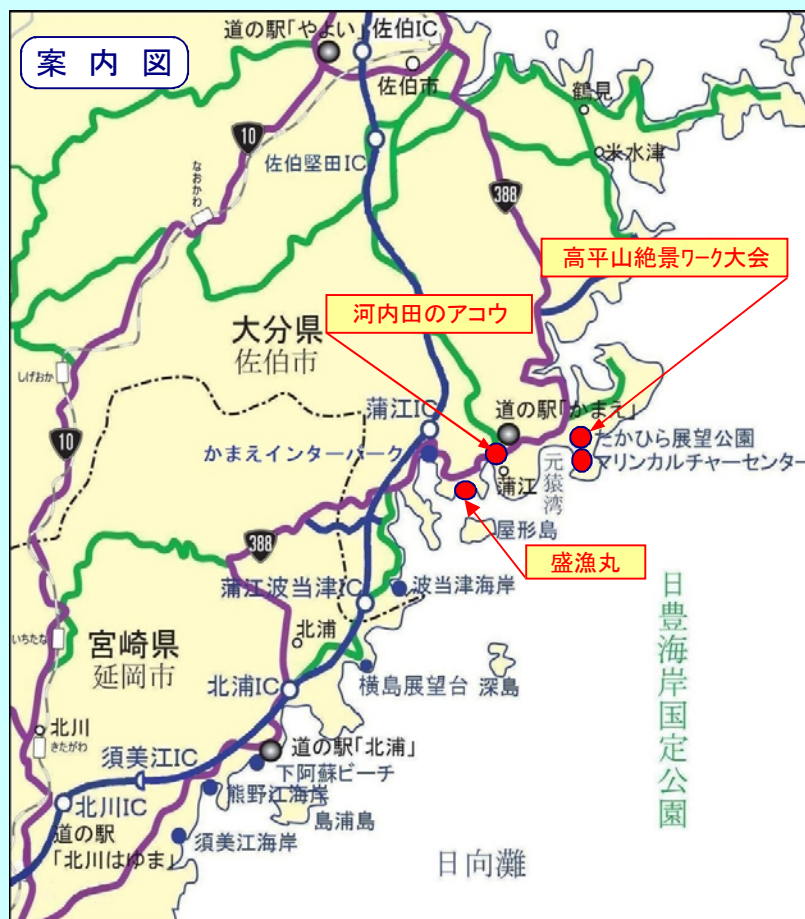 案内図
道の駅「やよい」
佐伯IC
佐伯市
鶴見
米水津
10
佐伯堅田IC
なおかわ
388
高平山絶景ワーク大会
河内田のアコウ
大分県
佐伯市
しげおか
蒲江IC
道の駅「かまえ」
10
かまえインターパーク
たかひら展望公園
マリンカルチャーセンター
蒲江
元猿湾
屋形島
388
盛漁丸
蒲江波当津IC
波当津海岸
日豊海岸国定公園
いちたな
宮崎県
延岡市
北浦
北浦IC
横島展望台
深島
北川
きたがわ
須美江IC
道の駅「北浦」
下阿蘇ビーチ
北川IC
熊野江海岸
島浦島
道の駅
「北川はゆま」
須美江海岸
日向灘